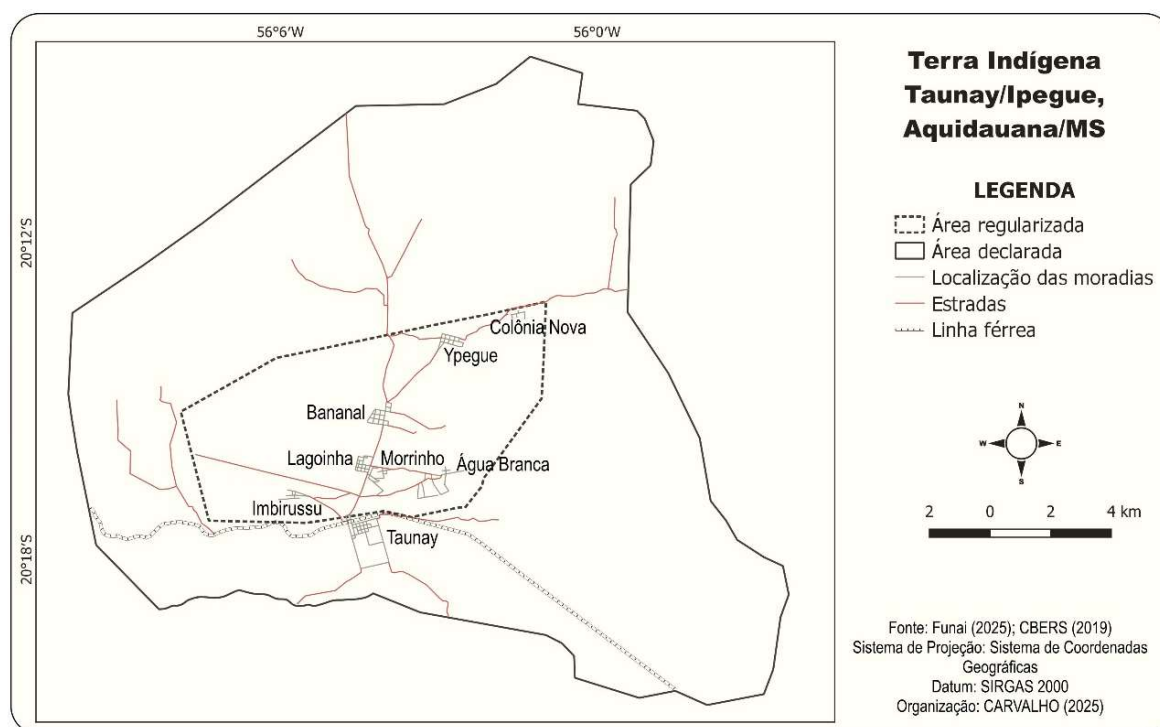 56°6'W
56°0'W
Terra Indígena
Taunay/Ipegue,
Aquidauana/MS
LEGENDA
Área regularizada
Área declarada
Localização das moradias
Estradas
Linha férrea
20°12'S
Colônia Nova
Ypegue
Bananal
Lagoinha
Morrinho
Água Branca
Imbirussu
Taunay
20°18'S
N
W
E
S
2 0 2 4 km
Fonte: Funai (2025); CBERS (2019)
Sistema de Projeção: Sistema de Coordenadas
Geográficas
Datum: SIRGAS 2000
Organização: CARVALHO (2025)